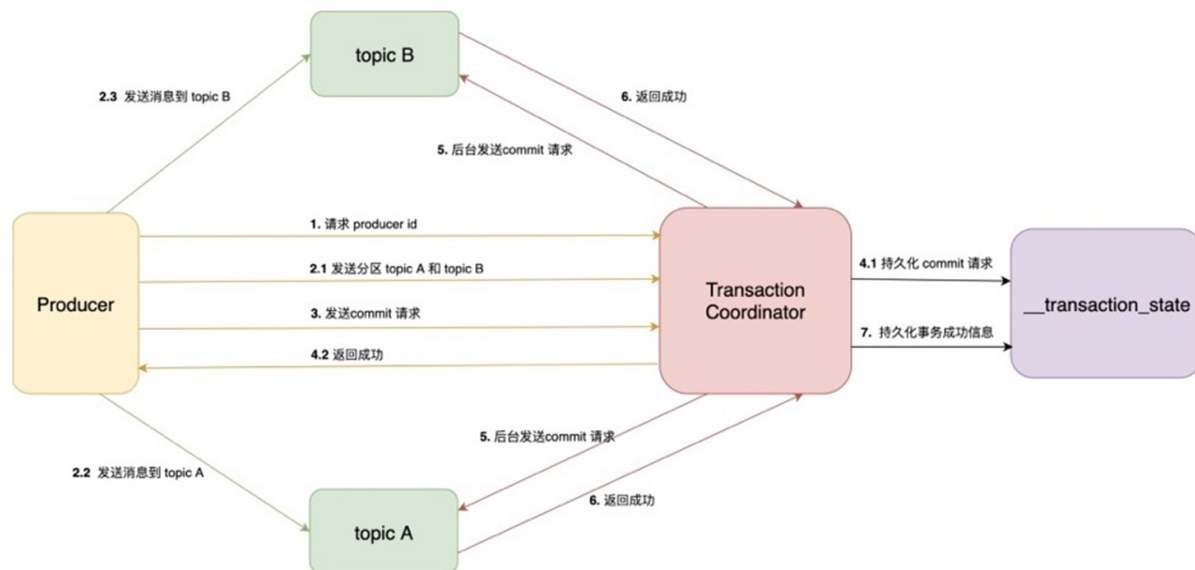 topic B
2.3 发送消息到 topic B
6. 返回成功
5. 后台发送commit 请求
1. 请求 producer id
2.1 发送分区 topic A 和 topic B
3. 发送commit 请求
4.2 返回成功
Producer
Transaction
Coordinator
4.1 持久化 commit 请求
__transaction_state
7. 持久化事务成功信息
5. 后台发送commit 请求
2.2 发送消息到 topic A
6. 返回成功
topic A